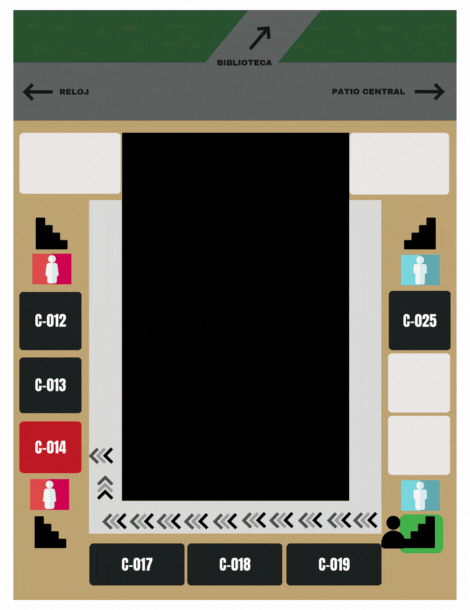 BIBLIOTECA
RELOJ
PATIO CENTRAL
C-012
C-025
C-013
C-014
C-017
C-018
C-019